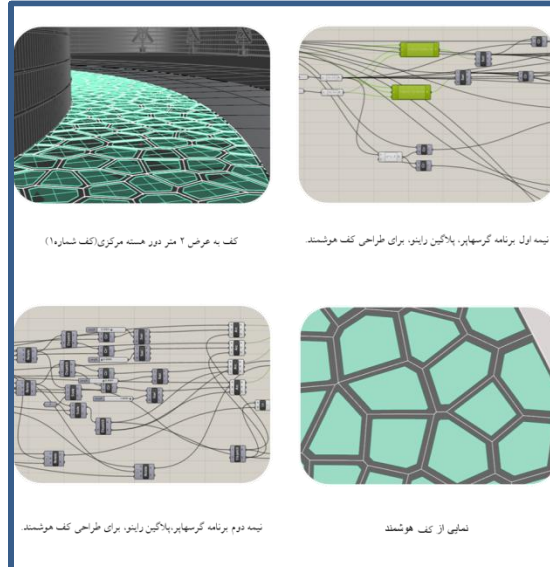 نیمه اول برنامه گرسهاپر، پلاگین راینو، برای طراحی کف هوشمند.
کف به عرض ۲ متر دور هسته مرکزی(کف شماره۱)
نمایی از کف هوشمند
نیمه دوم برنامه گرسهاپر،پلاگین راینو، برای طراحی کف هوشمند.